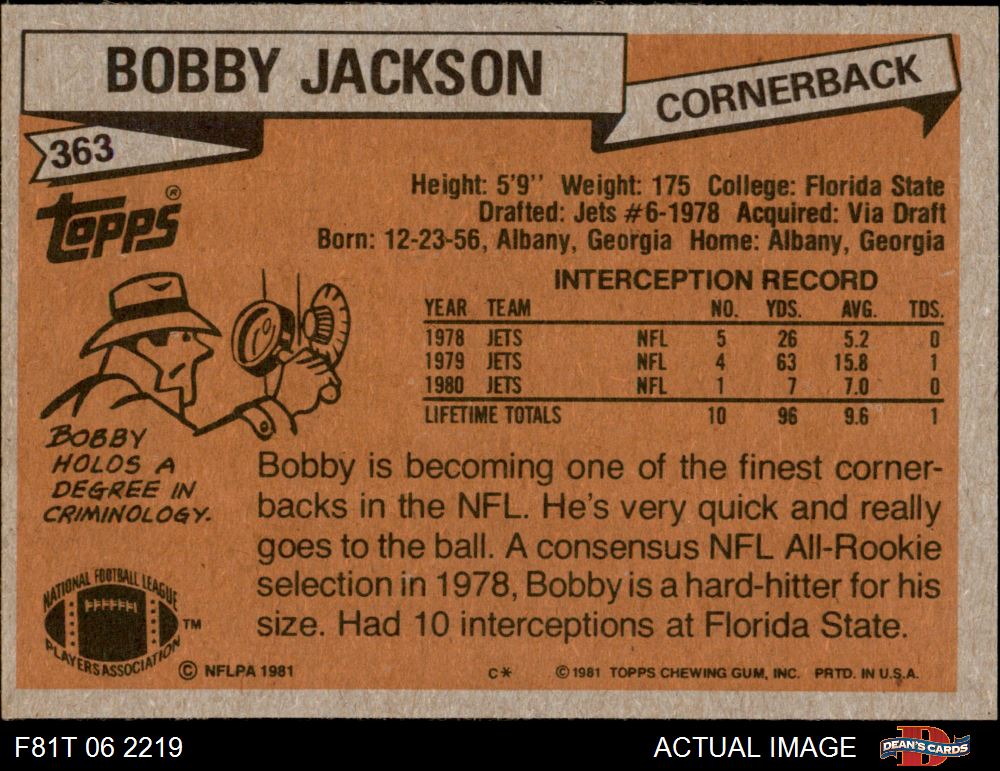 BOBBY JACKSON
CORNERBACK
363
TOPPS®
Height: 5'9'' Weight: 175 College: Florida State
Drafted: Jets #6-1978 Acquired: Via Draft
Born: 12-23-56, Albany, Georgia Home: Albany, Georgia
INTERCEPTION RECORD
YEAR TEAM NO. YDS. AVG. TDS.
1978 JETS NFL 5 26 5.2 0
1979 JETS NFL 4 63 15.8 1
1980 JETS NFL 1 7 7.0 0
LIFETIME TOTALS 10 96 9.6 1
BOBBY
HOLDS A
DEGREE IN
CRIMINOLOGY.
Bobby is becoming one of the finest corner-
backs in the NFL. He's very quick and really
goes to the ball. A consensus NFL All-Rookie
selection in 1978, Bobby is a hard-hitter for his
size. Had 10 interceptions at Florida State.
NATIONAL FOOTBALL LEAGUE
PLAYERS ASSOCIATION
TM
© NFLPA 1981
C*
© 1981 TOPPS CHEWING GUM, INC. PRTD. IN U.S.A.
F81T 06 2219
ACTUAL IMAGE
DEAN'S CARDS